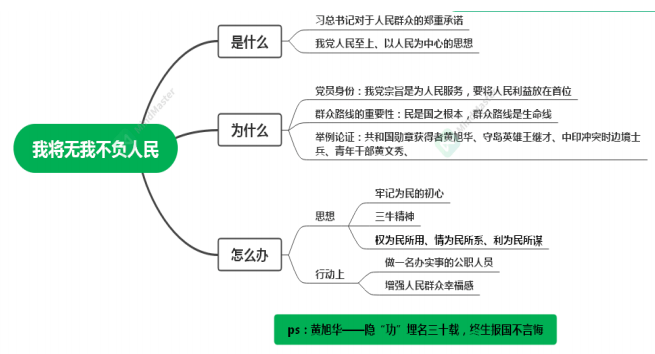 习总书记对于人民群众的郑重承诺
是什么
我党人民至上、以人民为中心的思想
党员身份：我党宗旨是为人民服务，要将人民利益放在首位
群众路线的重要性：民是国之根本，群众路线是生命线
为什么
举例论证：共和国勋章获得者黄旭华、守岛英雄王继才、中印冲突时边境士
兵、青年干部黄文秀、
我将无我不负人民
牢记为民的初心
思想
三牛精神
权为民所用、情为民所系、利为民所谋
怎么办
做一名办实事的公职人员
行动上
增强人民群众幸福感
ps：黄旭华——隐“功”埋名三十载，终生报国不言悔
MindMaster
MindMaster